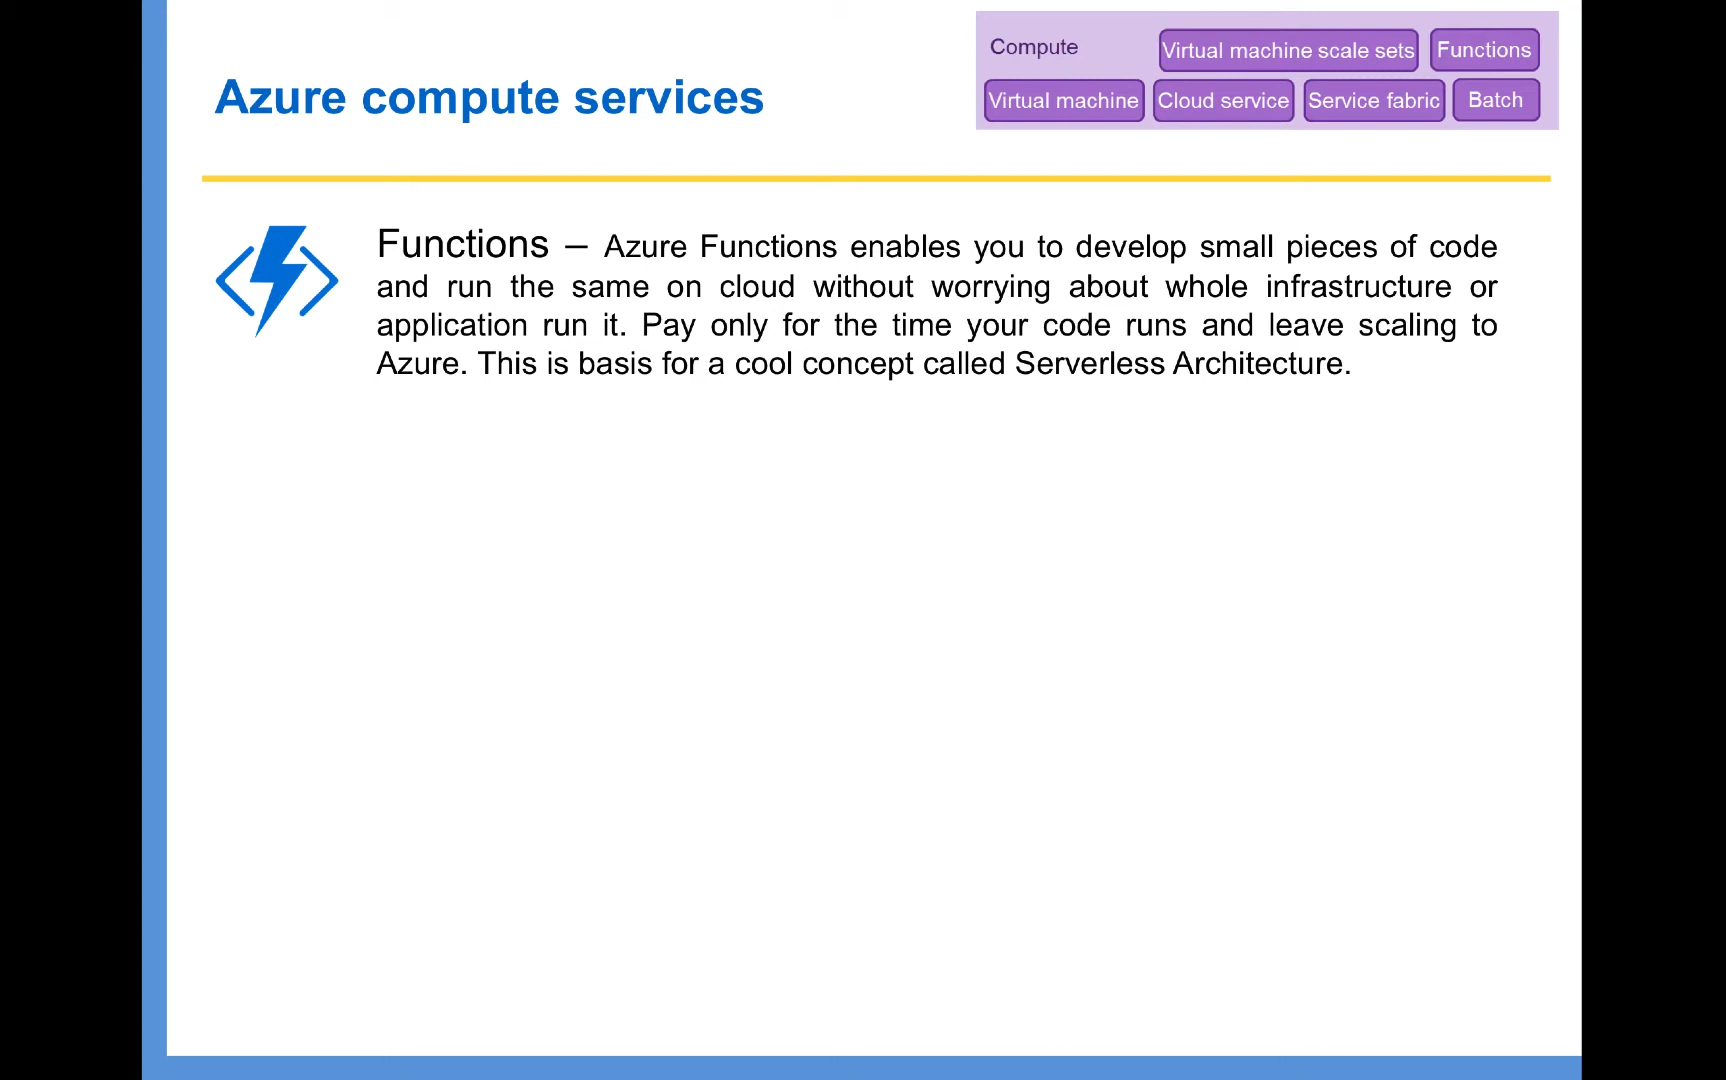 Compute
Virtual machine scale sets
Functions
Azure compute services
Virtual machine
Cloud service
Service fabric
Batch
Functions – Azure Functions enables you to develop small pieces of code
and run the same on cloud without worrying about whole infrastructure or
application run it. Pay only for the time your code runs and leave scaling to
Azure. This is basis for a cool concept called Serverless Architecture.